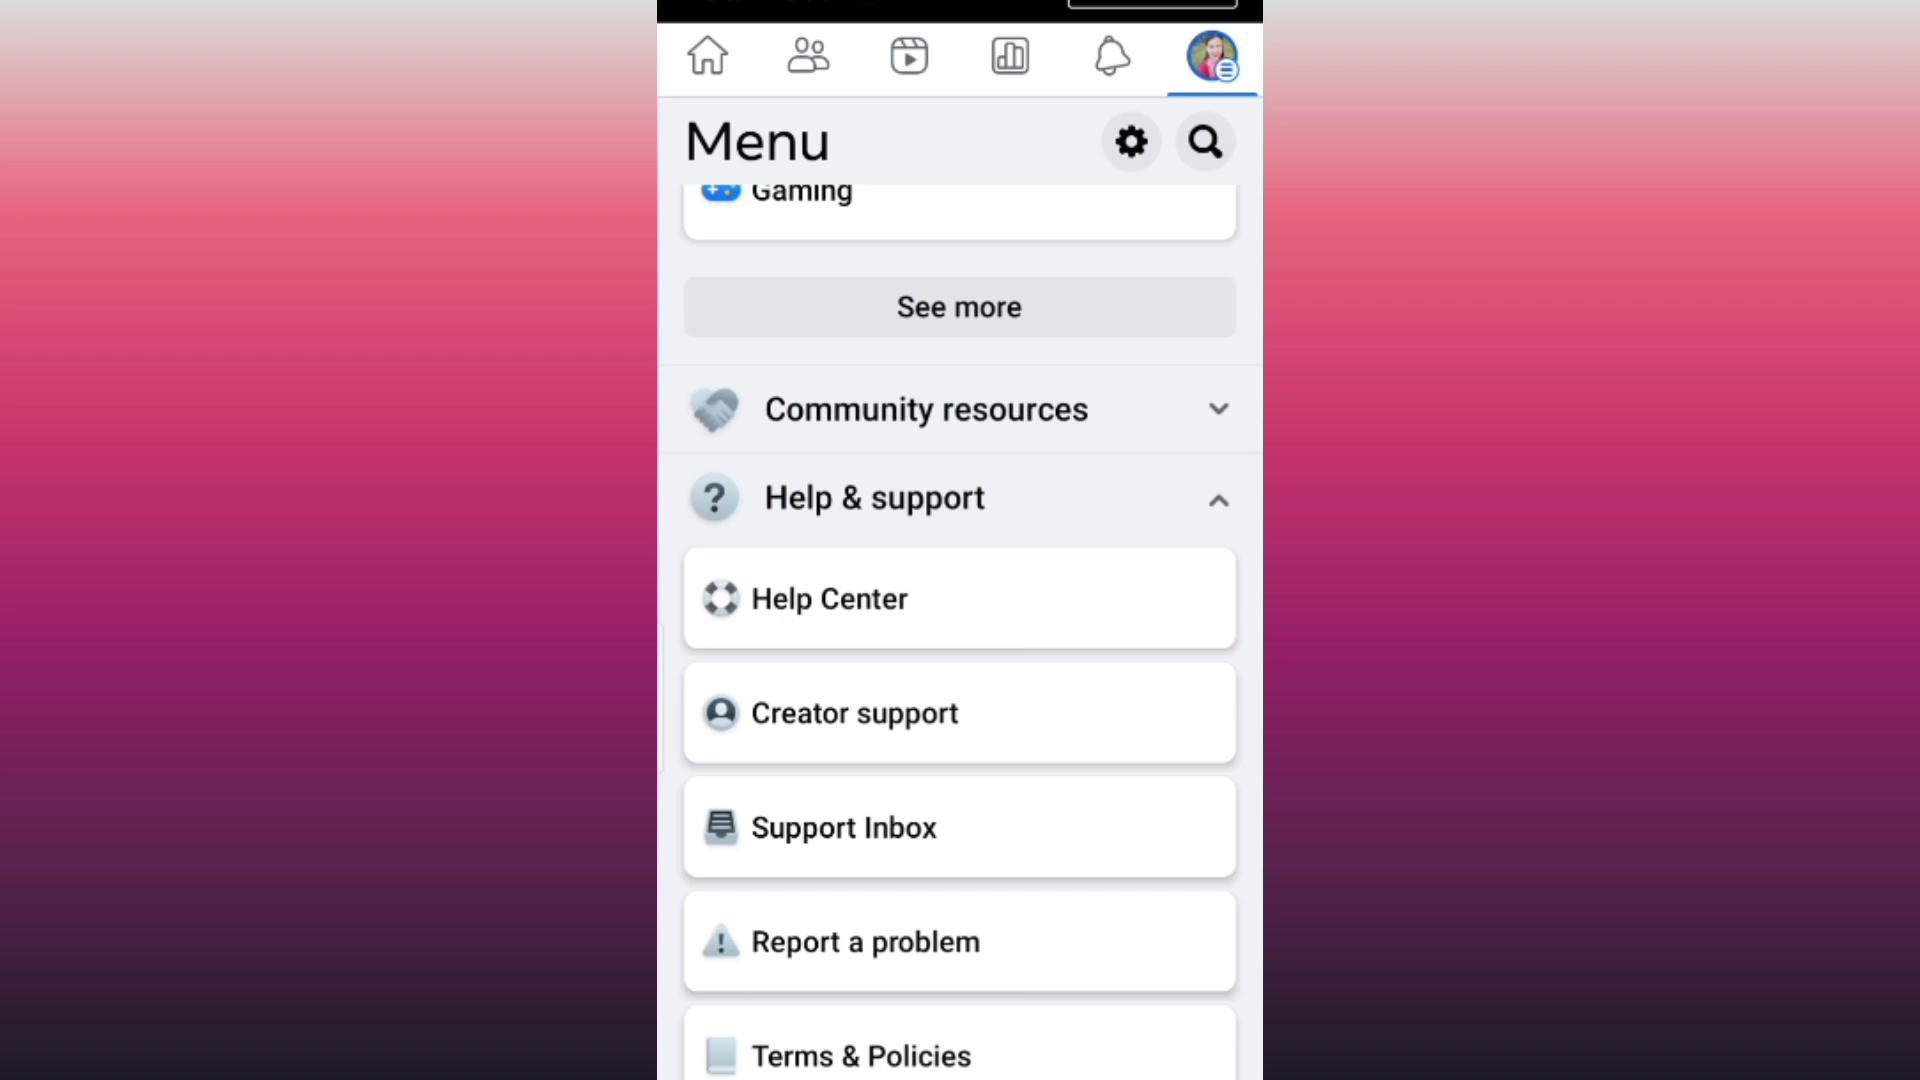 Menu
Gaming
See more
Community resources
Help & support
Help Center
Creator support
Support Inbox
Report a problem
Terms & Policies